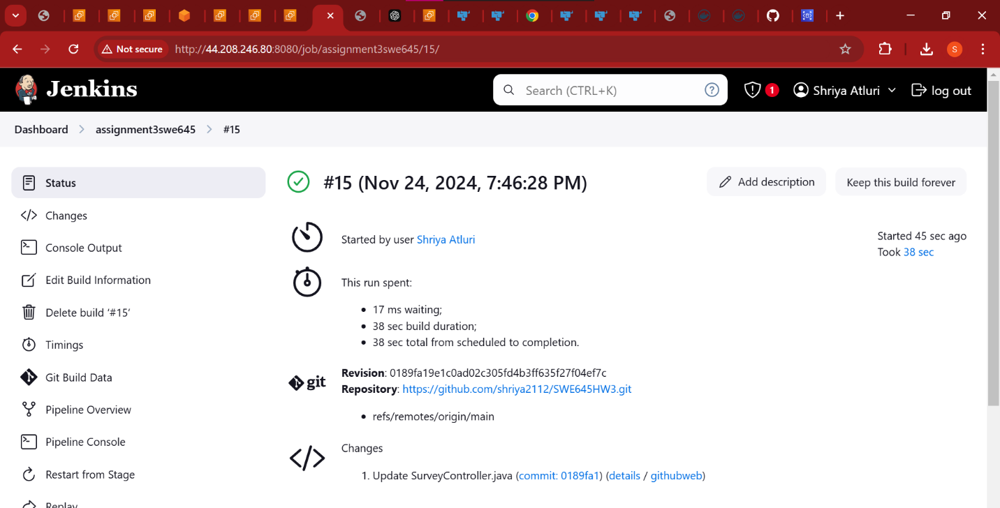 Not secure http://44.208.246.80:8080/job/assignment3swe645/15/
S
Jenkins
Search (CTRL+K)
1
Shriya Atluri
log out
Dashboard
assignment3swe645
#15
Status
Changes
Console Output
Edit Build Information
Delete build ‘#15’
Timings
Git Build Data
Pipeline Overview
Pipeline Console
Restart from Stage
Replay
#15 (Nov 24, 2024, 7:46:28 PM)
Add description
Keep this build forever
Started by user Shriya Atluri
Started 45 sec ago
Took 38 sec
This run spent:
17 ms waiting;
38 sec build duration;
38 sec total from scheduled to completion.
git
Revision: 0189fa19e1c0ad02c305fd4b3ff635f27f04ef7c
Repository: https://github.com/shriya2112/SWE645HW3.git
refs/remotes/origin/main
Changes
1. Update SurveyController.java (commit: 0189fa1) (details / githubweb)